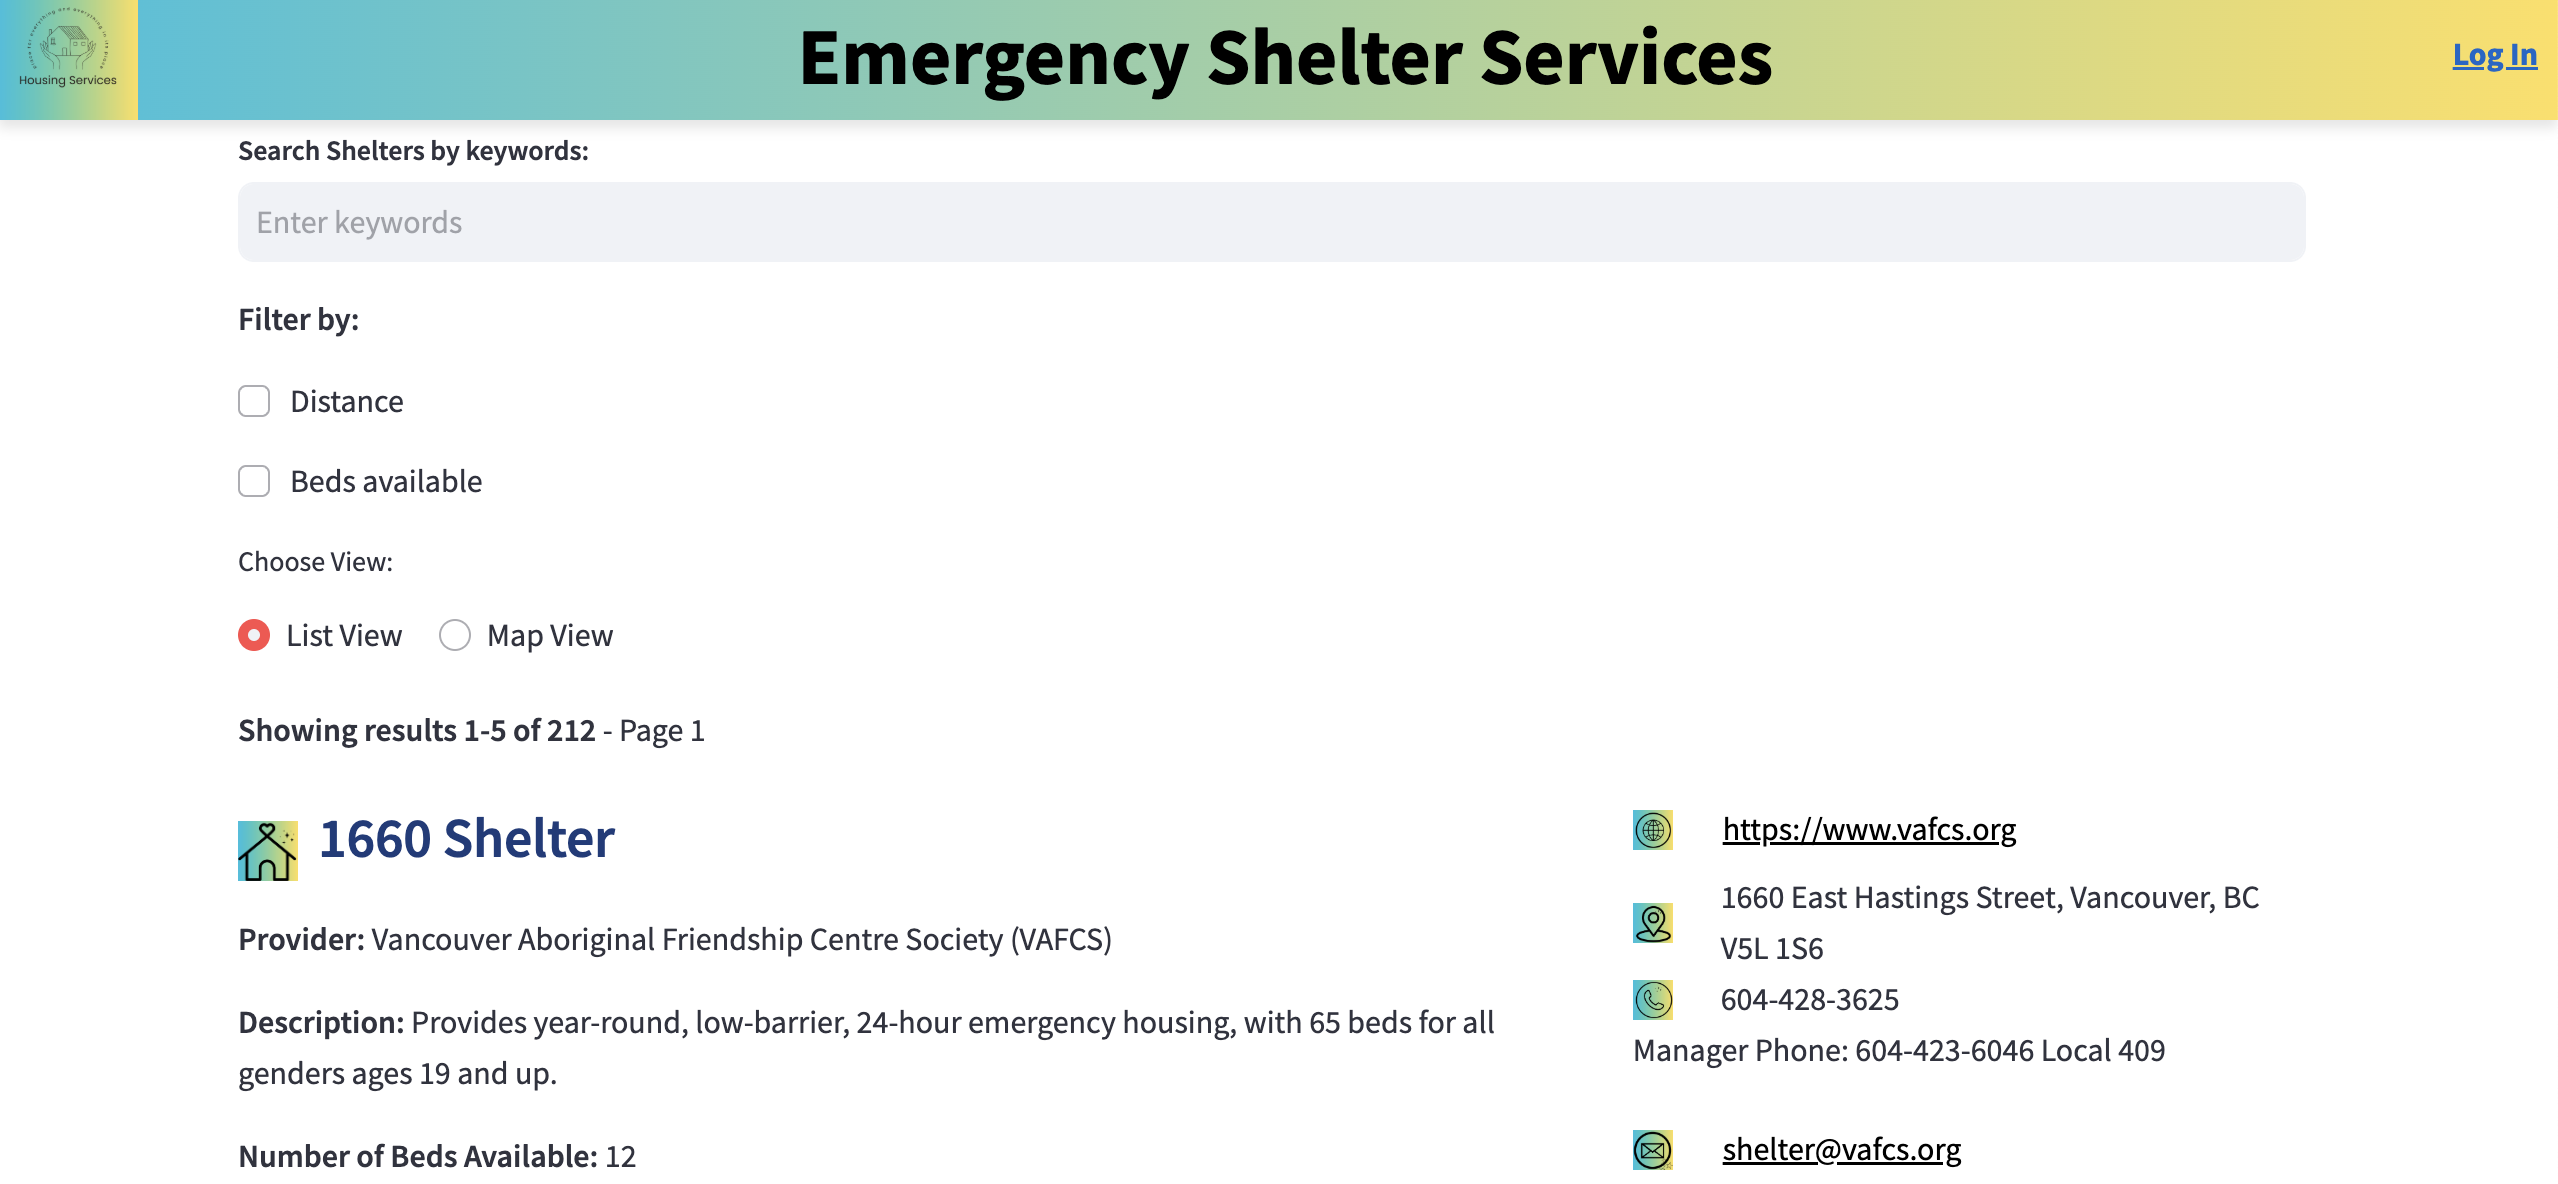 Housing Services
Emergency Shelter Services
Log In
Search Shelters by keywords:
Enter keywords
Filter by:
Distance
Beds available
Choose View:
List View
Map View
Showing results 1-5 of 212 - Page 1
1660 Shelter
Provider: Vancouver Aboriginal Friendship Centre Society (VAFCS)
Description: Provides year-round, low-barrier, 24-hour emergency housing, with 65 beds for all
genders ages 19 and up.
Number of Beds Available: 12
https://www.vafcs.org
1660 East Hastings Street, Vancouver, BC
V5L 1S6
604-428-3625
Manager Phone: 604-423-6046 Local 409
shelter@vafcs.org